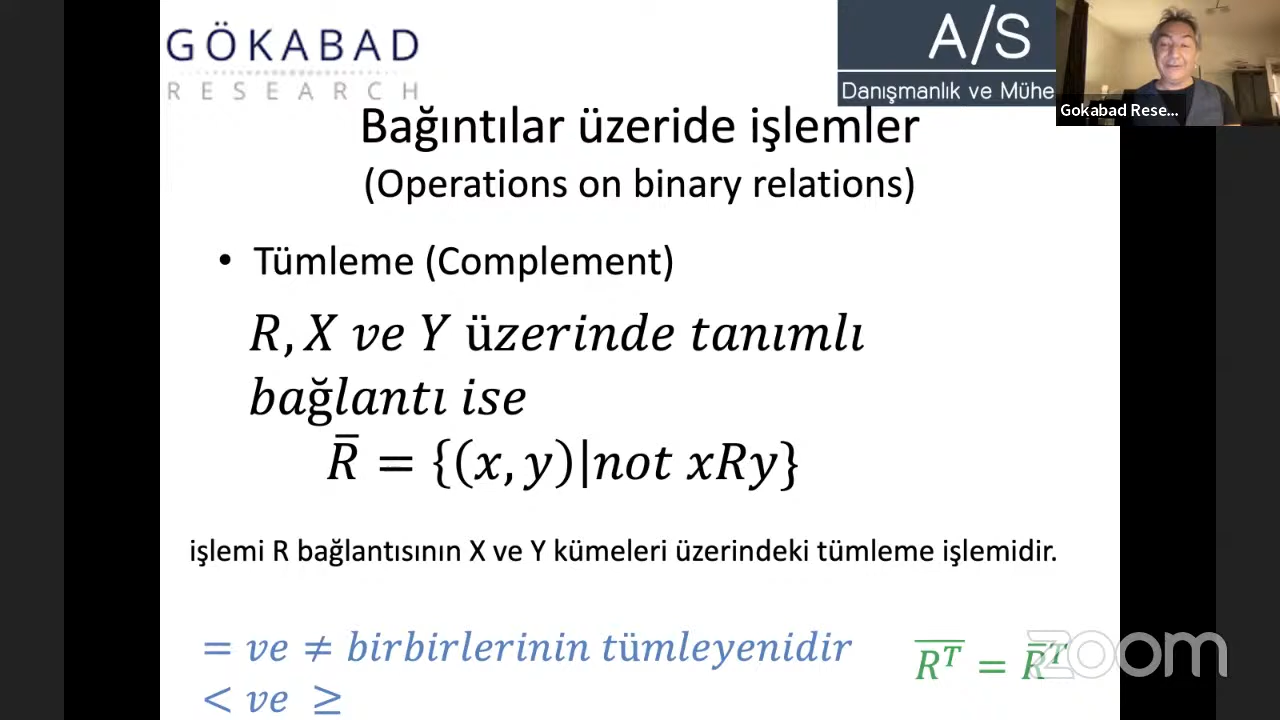 GÖKABAD
RESEARCH
A/S
Danışmanlık ve Mühe
Gokabad Rese...
Bağıntılar üzeride işlemler
(Operations on binary relations)
• Tümleme (Complement)
R, X ve Y üzerinde tanımlı
bağlantı ise
R̅ = {(x, y)|not xRy}
işlemi R bağlantısının X ve Y kümeleri üzerindeki tümleme işlemidir.
= ve ≠ birbirlerinin tümleyenidir
< ve ≥
R̅ᵀ̅ = R̅ᵀ
zoom